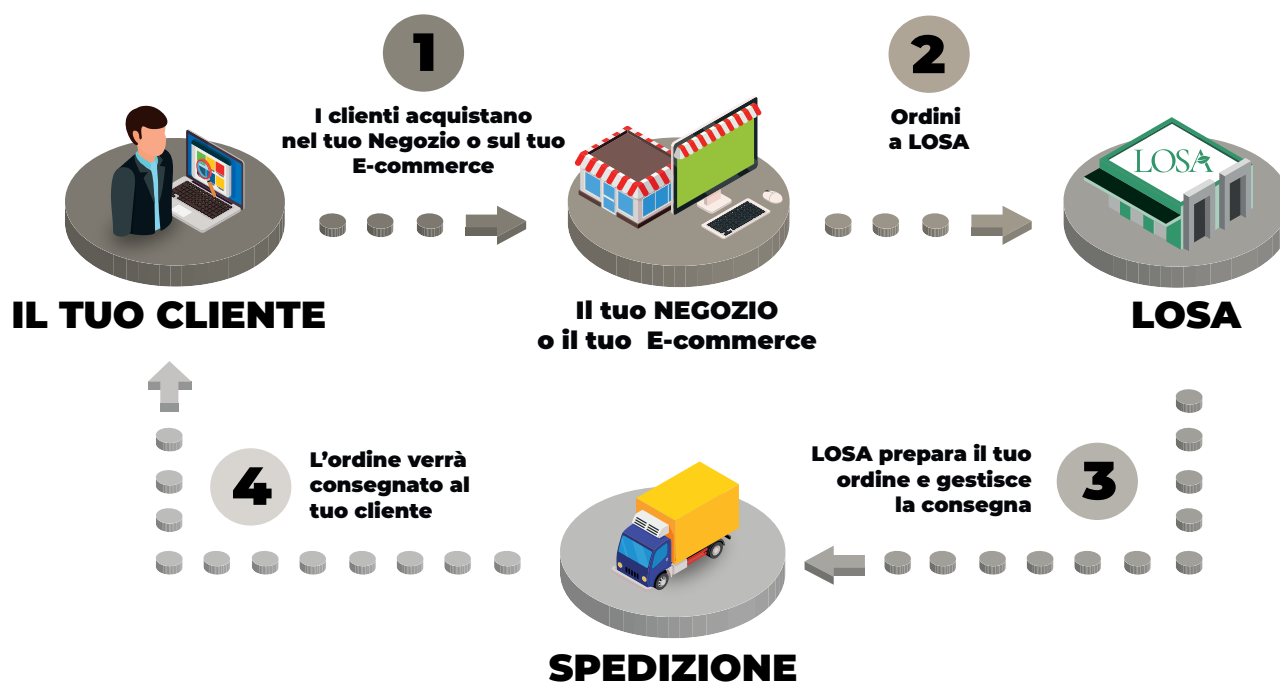 1
I clienti acquistano
nel tuo Negozio o sul tuo
E-commerce
2
Ordini
a LOSA
LOSA
IL TUO CLIENTE
Il tuo NEGOZIO
o il tuo E-commerce
LOSA
3
LOSA prepara il tuo
ordine e gestisce
la consegna
4
L’ordine verrà
consegnato al
tuo cliente
SPEDIZIONE